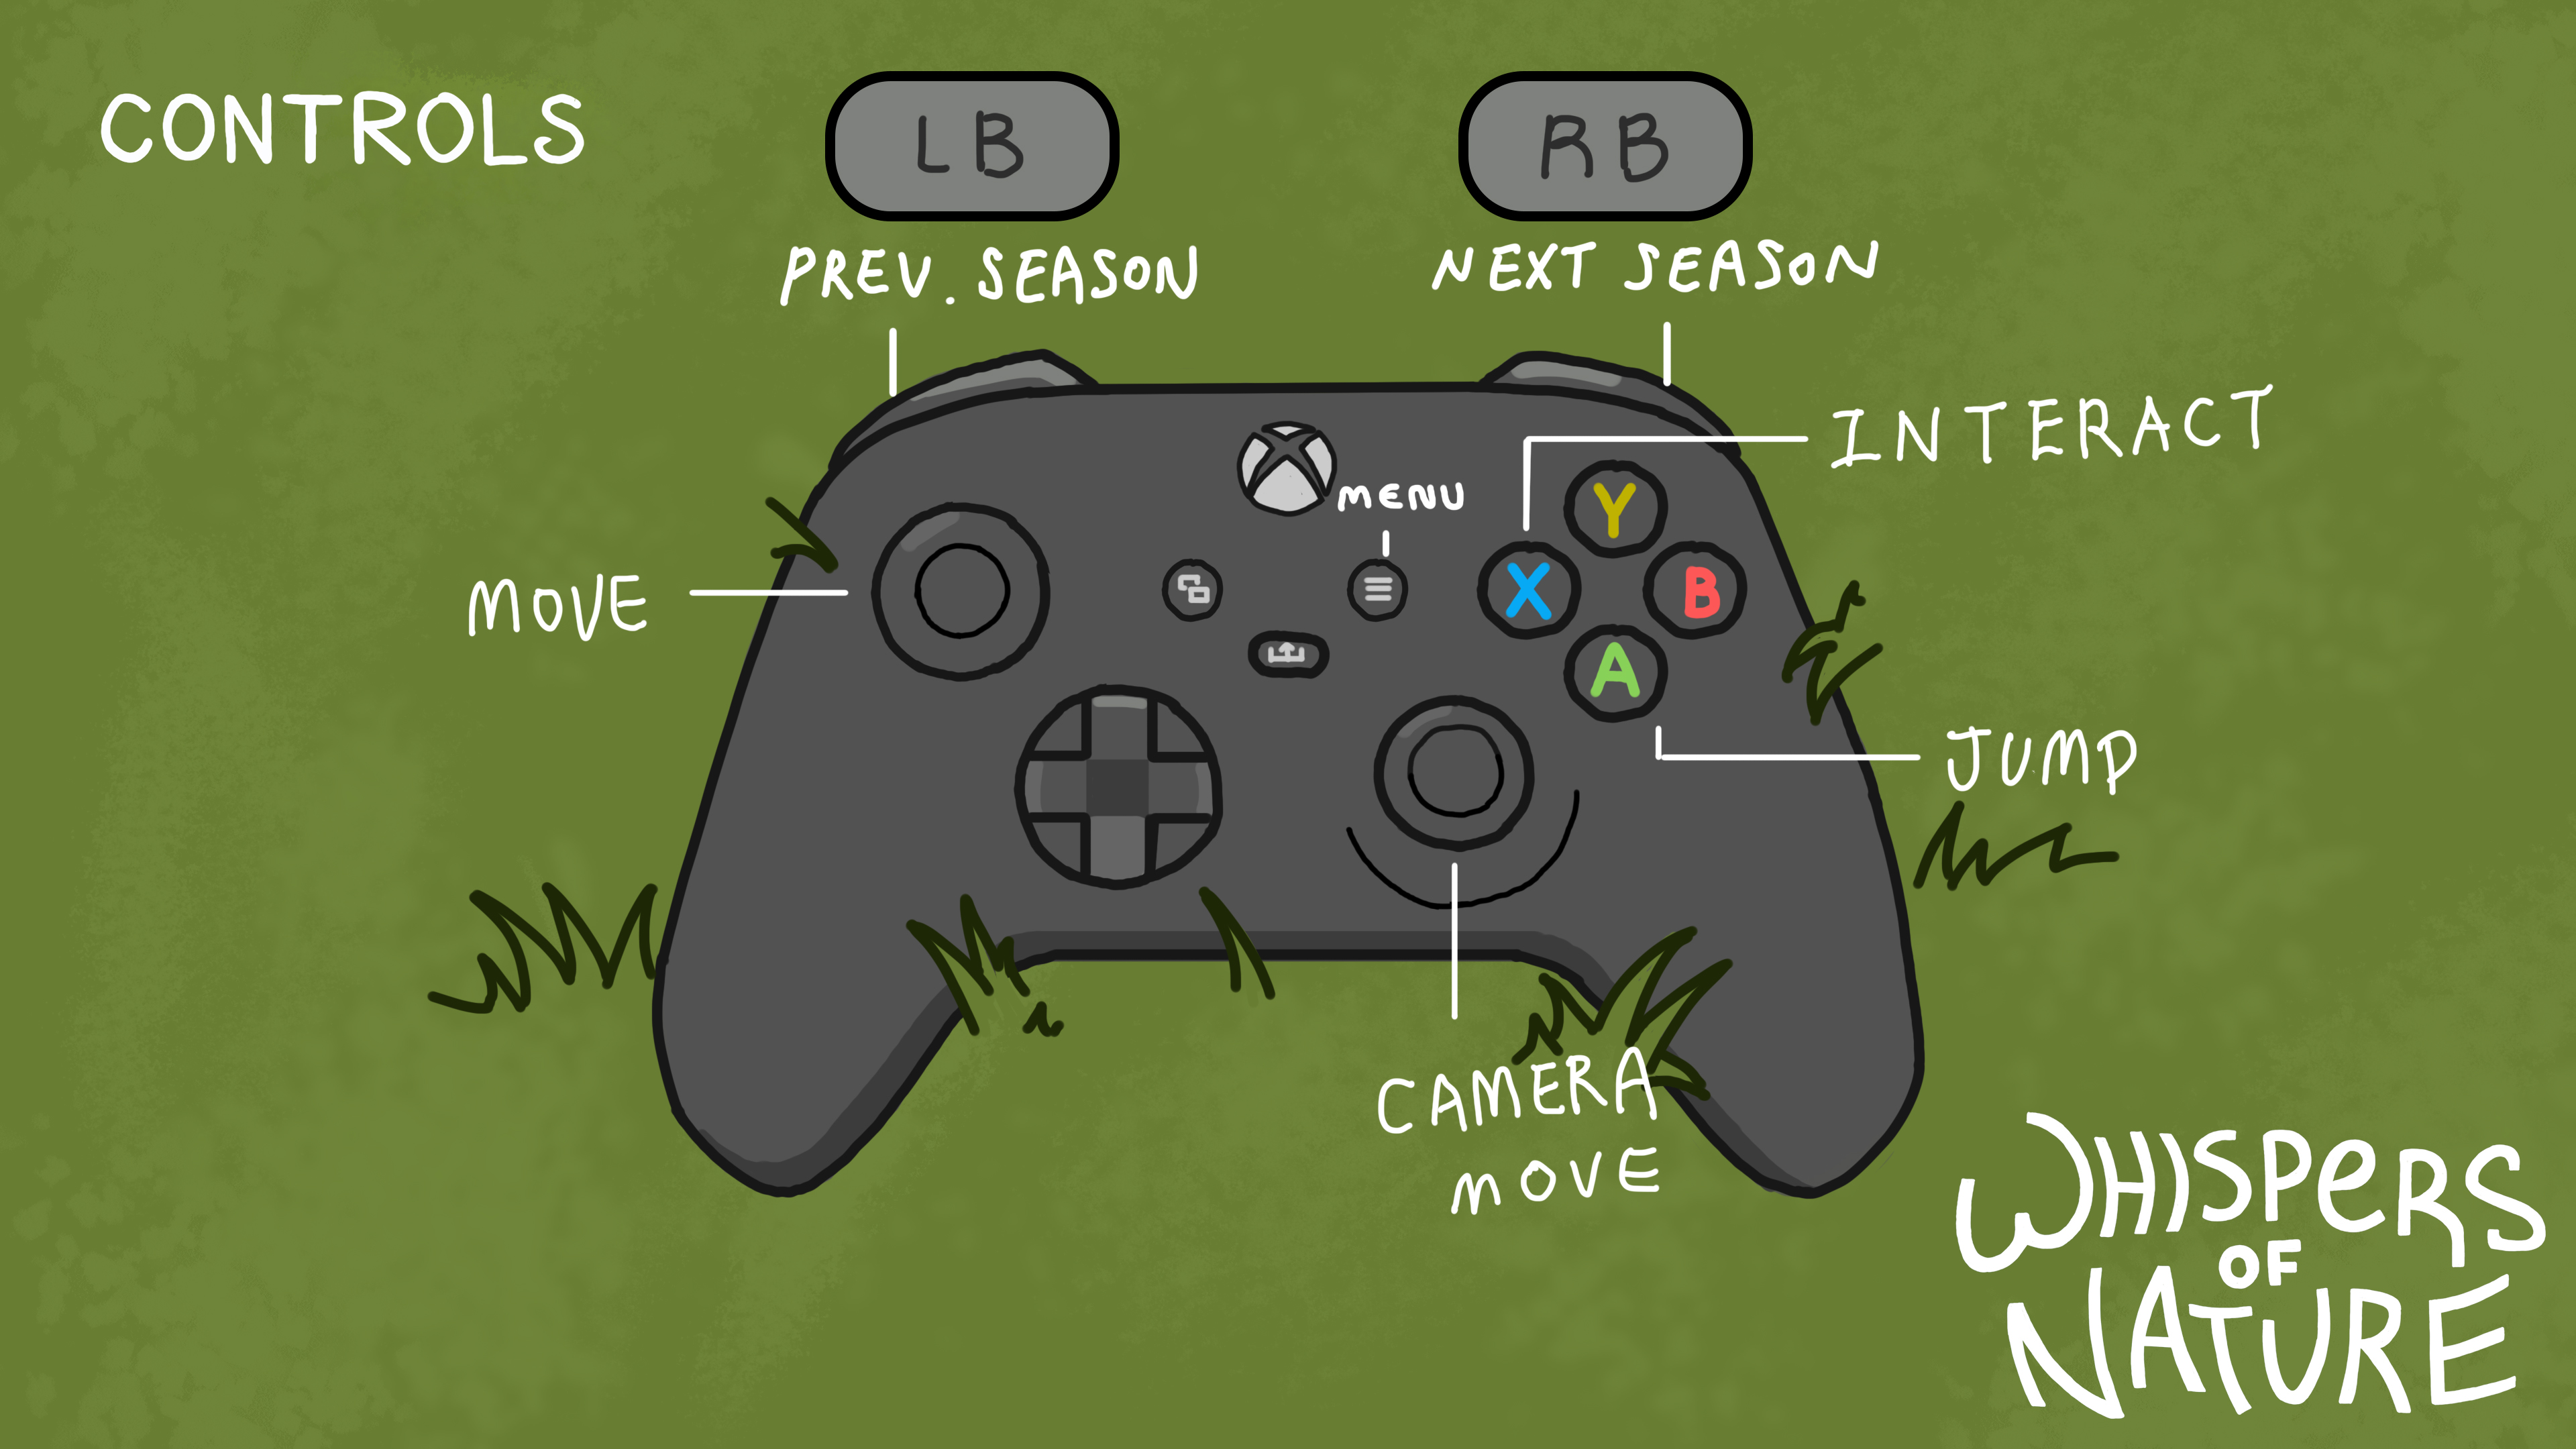 CONTROLS
LB
RB
PREV. SEASON
NEXT SEASON
INTERACT
MENU
Y
MOVE
X
B
A
JUMP
CAMERA
MOVE
WHISPERS
OF
NATURE